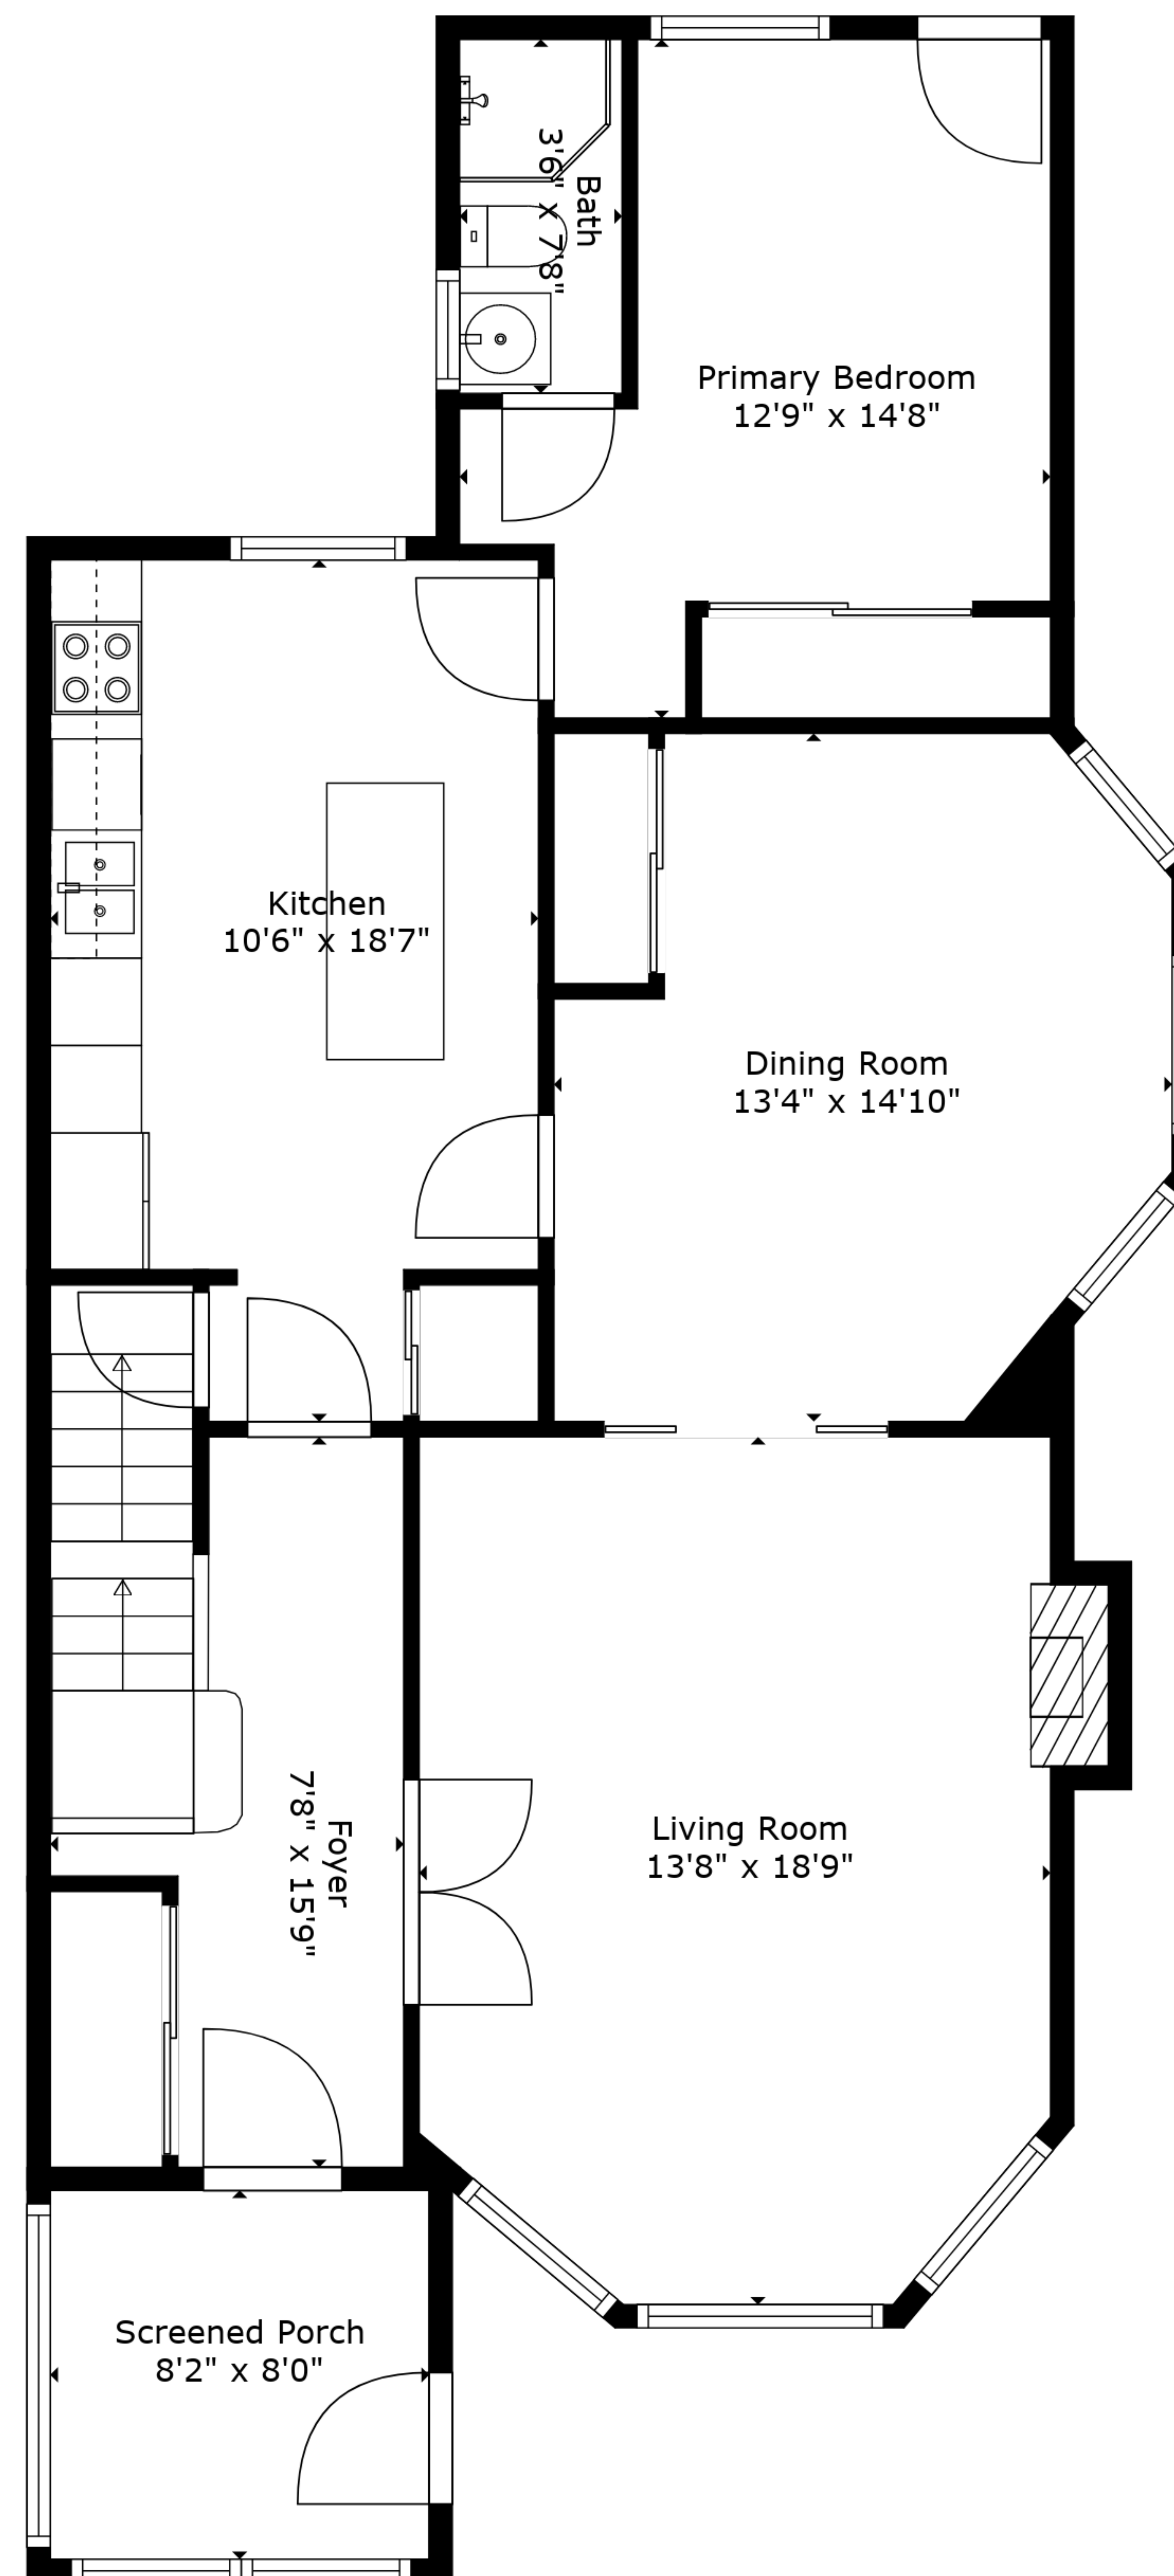 Bath
3'6" x 7'8"
Primary Bedroom
12'9" x 14'8"
Kitchen
10'6" x 18'7"
Dining Room
13'4" x 14'10"
Living Room
13'8" x 18'9"
Foyer
7'8" x 15'9"
Screened Porch
8'2" x 8'0"